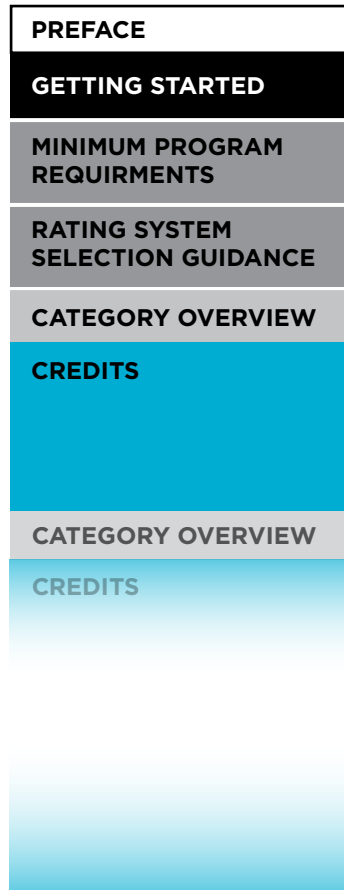 PREFACE
GETTING STARTED
MINIMUM PROGRAM
REQUIRMENTS
RATING SYSTEM
SELECTION GUIDANCE
CATEGORY OVERVIEW
CREDITS
CATEGORY OVERVIEW
CREDITS